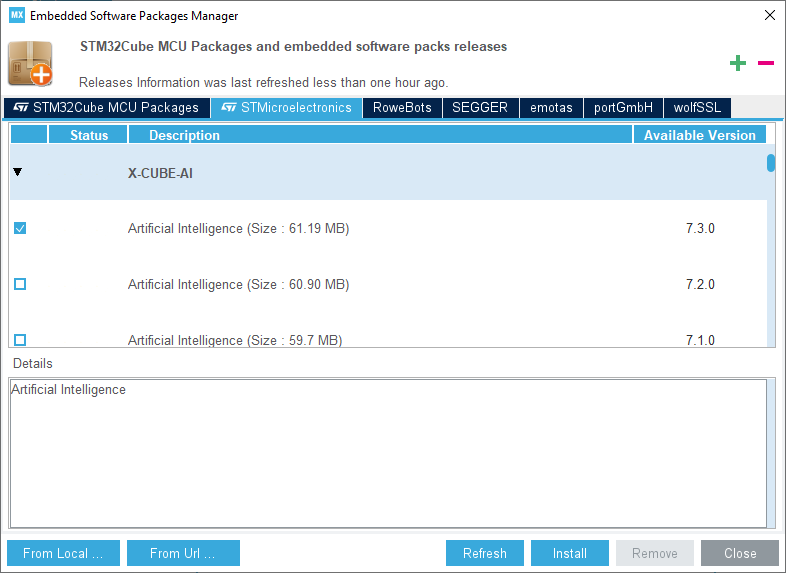 MX Embedded Software Packages Manager
STM32Cube MCU Packages and embedded software packs releases
Releases Information was last refreshed less than one hour ago.
STM32Cube MCU Packages STMicroelectronics RoweBots SEGGER emotas portGmbH wolfSSL
Status Description Available Version
X-CUBE-AI
Artificial Intelligence (Size : 61.19 MB) 7.3.0
Artificial Intelligence (Size : 60.90 MB) 7.2.0
Artificial Intelligence (Size : 59.7 MB) 7.1.0
Details
Artificial Intelligence
From Local ... From Url ... Refresh Install Remove Close